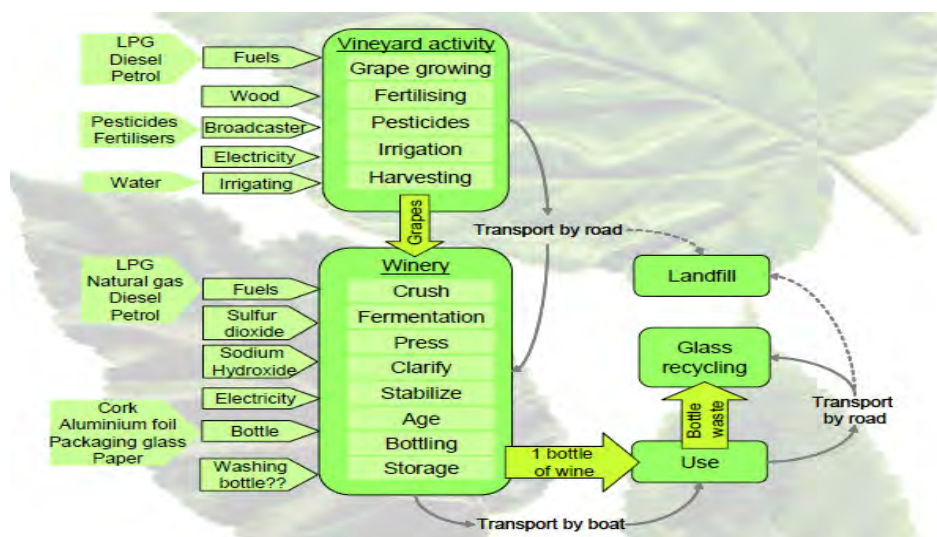 LPG
Diesel
Petrol
Fuels
Wood
Pesticides
Fertilisers
Broadcaster
Electricity
Water
Irrigating
Vineyard activity
Grape growing
Fertilising
Pesticides
Irrigation
Harvesting
Grapes
Transport by road
Landfill
LPG
Natural gas
Diesel
Petrol
Fuels
Sulfur
dioxide
Sodium
Hydroxide
Electricity
Cork
Aluminium foil
Packaging glass
Paper
Bottle
Washing
bottle??
Winery
Crush
Fermentation
Press
Clarify
Stabilize
Age
Bottling
Storage
1 bottle
of wine
Transport by boat
Use
Bottle
waste
Glass
recycling
Transport
by road